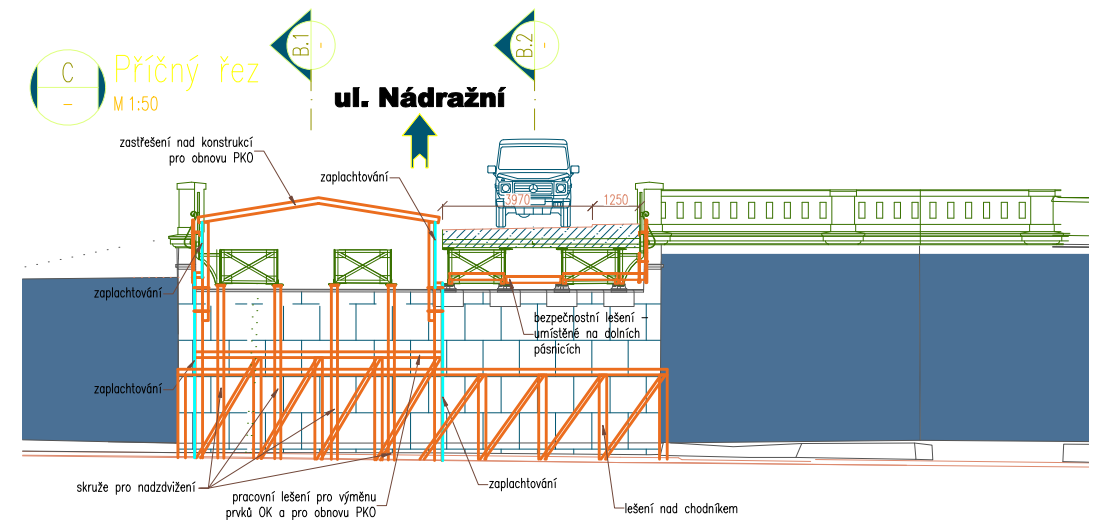 B.1
-
B.2
-
C
-
Příčný řez
M 1:50
ul. Nádražní
zastřešení nad konstrukcí
pro obnovu PKO
zaplachtování
3970
1250
zaplachtování
bezpečnostní lešení -
umístěné na dolních
pásnicích
zaplachtování
skruže pro nadzdvižení
pracovní lešení pro výměnu
prvků OK a pro obnovu PKO
zaplachtování
lešení nad chodníkem